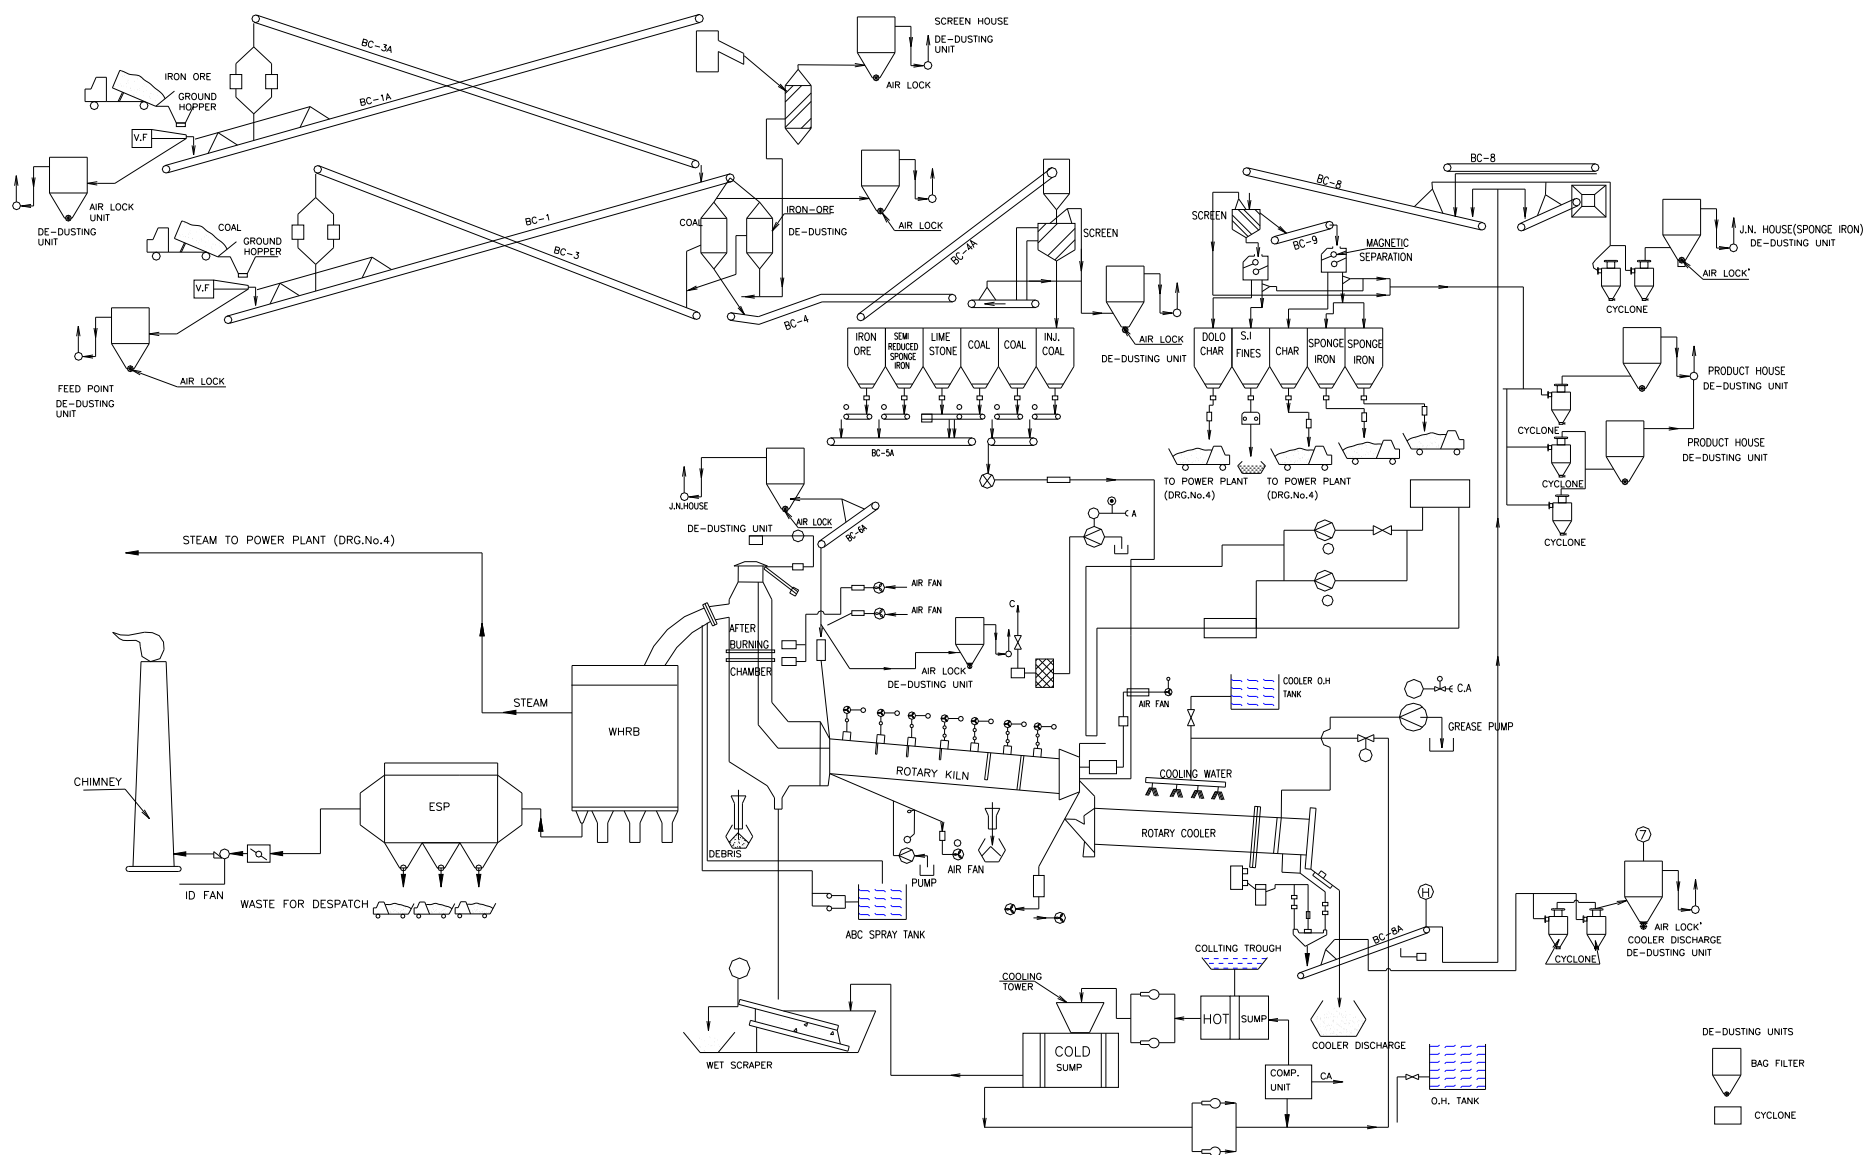 SCREEN HOUSE
DE-DUSTING
UNIT
AIR LOCK
BC-3A
IRON ORE
GROUND
HOPPER
BC-1A
V.F
AIR LOCK
UNIT
DE-DUSTING
UNIT
COAL
GROUND
HOPPER
BC-1
BC-3
V.F
AIR LOCK
FEED POINT
DE-DUSTING
UNIT
COAL
IRON-ORE
DE-DUSTING
AIR LOCK
BC-4
BC-4A
SCREEN
AIR LOCK
DE-DUSTING UNIT
IRON
ORE
SEMI
REDUCED
SPONGE
IRON
LIME
STONE
COAL
COAL
INJ.
COAL
BC-5A
BC-8
BC-8
SCREEN
BC-9
MAGNETIC
SEPARATION
J.N. HOUSE(SPONGE IRON)
DE-DUSTING UNIT
AIR LOCK'
CYCLONE
DOLO
CHAR
S.I
FINES
CHAR
SPONGE
IRON
SPONGE
IRON
TO POWER PLANT
(DRG.No.4)
TO POWER PLANT
(DRG.No.4)
PRODUCT HOUSE
DE-DUSTING UNIT
CYCLONE
PRODUCT HOUSE
DE-DUSTING UNIT
CYCLONE
CYCLONE
J.N.HOUSE
DE-DUSTING UNIT
AIR LOCK
BC-6A
A
STEAM TO POWER PLANT (DRG.No.4)
AIR FAN
AIR FAN
C
AFTER
BURNING
CHAMBER
AIR LOCK
DE-DUSTING UNIT
STEAM
WHRB
COOLER O.H
TANK
AIR FAN
C.A
GREASE PUMP
ROTARY KILN
COOLING WATER
CHIMNEY
ESP
ROTARY COOLER
DEBRIS
PUMP
AIR FAN
ID FAN
WASTE FOR DESPATCH
ABC SPRAY TANK
7
H
BC-8A
AIR LOCK'
COOLER DISCHARGE
DE-DUSTING UNIT
CYCLONE
COLLTING TROUGH
COOLING
TOWER
HOT
SUMP
COOLER DISCHARGE
COLD
SUMP
WET SCRAPER
COMP.
UNIT
CA
O.H. TANK
DE-DUSTING UNITS
BAG FILTER
CYCLONE